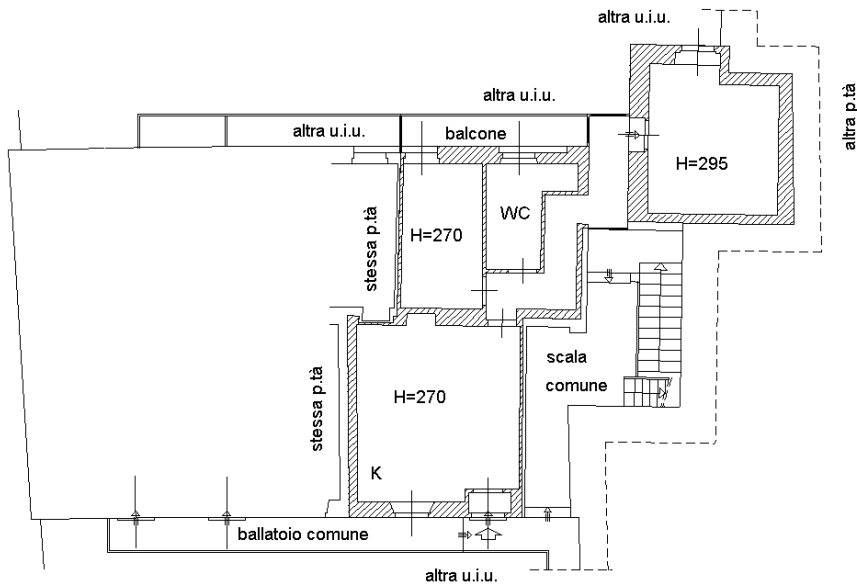 altra u.i.u.
altra u.i.u.
altra p.tà
altra u.i.u.
balcone
H=295
WC
H=270
stessa p.tà
scala
comune
stessa p.tà
H=270
K
ballatoio comune
altra u.i.u.